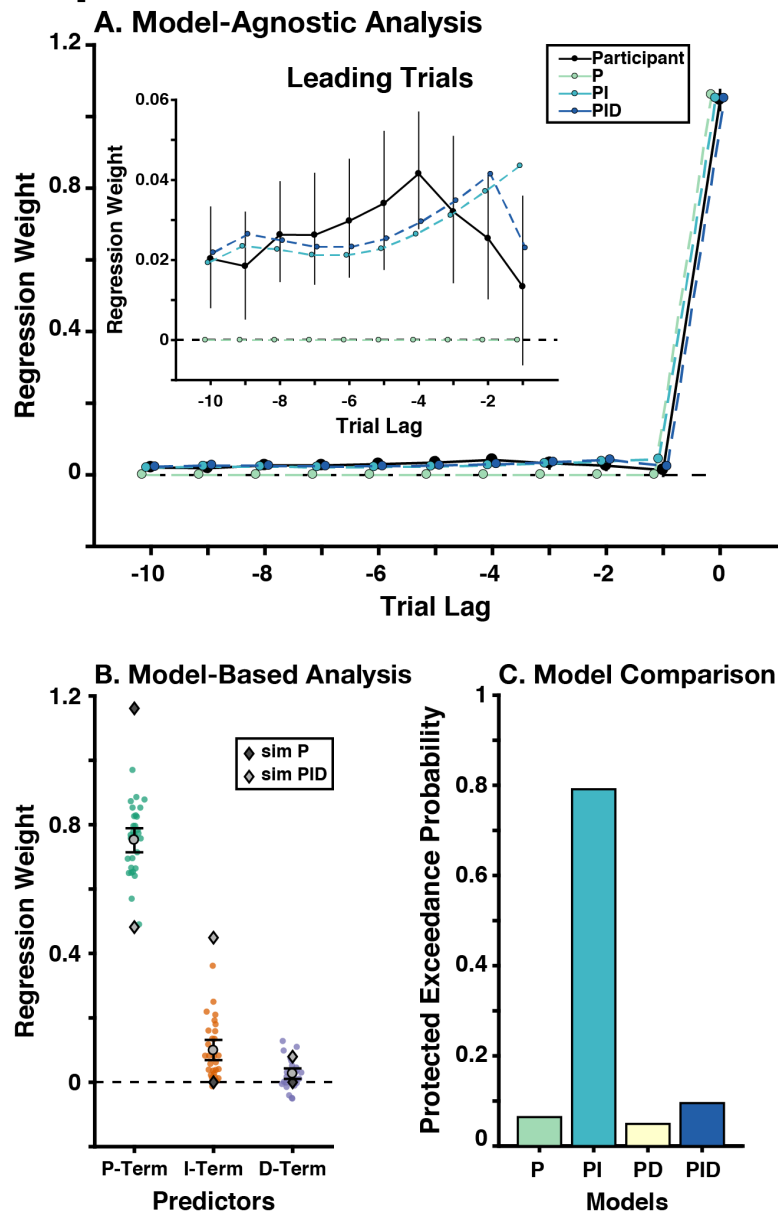 A. Model-Agnostic Analysis
1.2
0.8
0.4
0
Regression Weight
Participant
P
PI
PID
Leading Trials
0.06
0.04
0.02
0
Regression Weight
-10
-8
-6
-4
-2
Trial Lag
-10
-8
-6
-4
-2
0
Trial Lag
B. Model-Based Analysis
1.2
0.8
0.4
0
Regression Weight
sim P
sim PID
P-Term
I-Term
D-Term
Predictors
C. Model Comparison
1
0.8
0.6
0.4
0.2
0
Protected Exceedance Probability
P
PI
PD
PID
Models